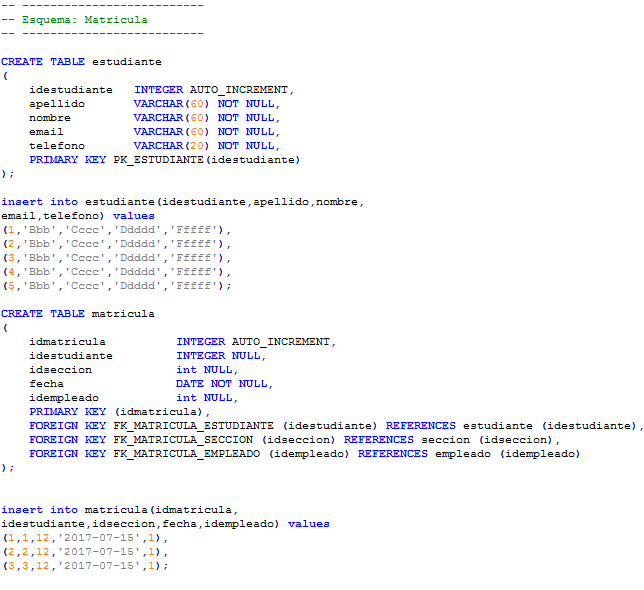 -- --------------------------
-- Esquema: Matricula
-- --------------------------
CREATE TABLE estudiante
(
idestudiante INTEGER AUTO_INCREMENT,
apellido VARCHAR(60) NOT NULL,
nombre VARCHAR(60) NOT NULL,
email VARCHAR(60) NOT NULL,
telefono VARCHAR(20) NOT NULL,
PRIMARY KEY PK_ESTUDIANTE(idestudiante)
);
insert into estudiante(idestudiante,apellido,nombre,
email,telefono) values
(1,'Bbb','Cccc','Ddddd','Fffff'),
(2,'Bbb','Cccc','Ddddd','Fffff'),
(3,'Bbb','Cccc','Ddddd','Fffff'),
(4,'Bbb','Cccc','Ddddd','Fffff'),
(5,'Bbb','Cccc','Ddddd','Fffff');
CREATE TABLE matricula
(
idmatricula INTEGER AUTO_INCREMENT,
idestudiante INTEGER NULL,
idseccion int NULL,
fecha DATE NOT NULL,
idempleado int NULL,
PRIMARY KEY (idmatricula),
FOREIGN KEY FK_MATRICULA_ESTUDIANTE (idestudiante) REFERENCES estudiante (idestudiante),
FOREIGN KEY FK_MATRICULA_SECCION (idseccion) REFERENCES seccion (idseccion),
FOREIGN KEY FK_MATRICULA_EMPLEADO (idempleado) REFERENCES empleado (idempleado)
);
insert into matricula(idmatricula,
idestudiante,idseccion,fecha,idempleado) values
(1,1,12,'2017-07-15',1),
(2,2,12,'2017-07-15',1),
(3,3,12,'2017-07-15',1);